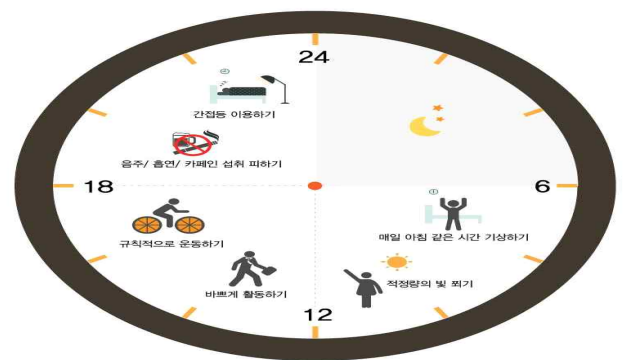 24
간접등 이용하기
음주/ 흡연/ 카페인 섭취 피하기
18
6
규칙적으로 운동하기
매일 아침 같은 시간 기상하기
바쁘게 활동하기
적정량의 빛 쬐기
12